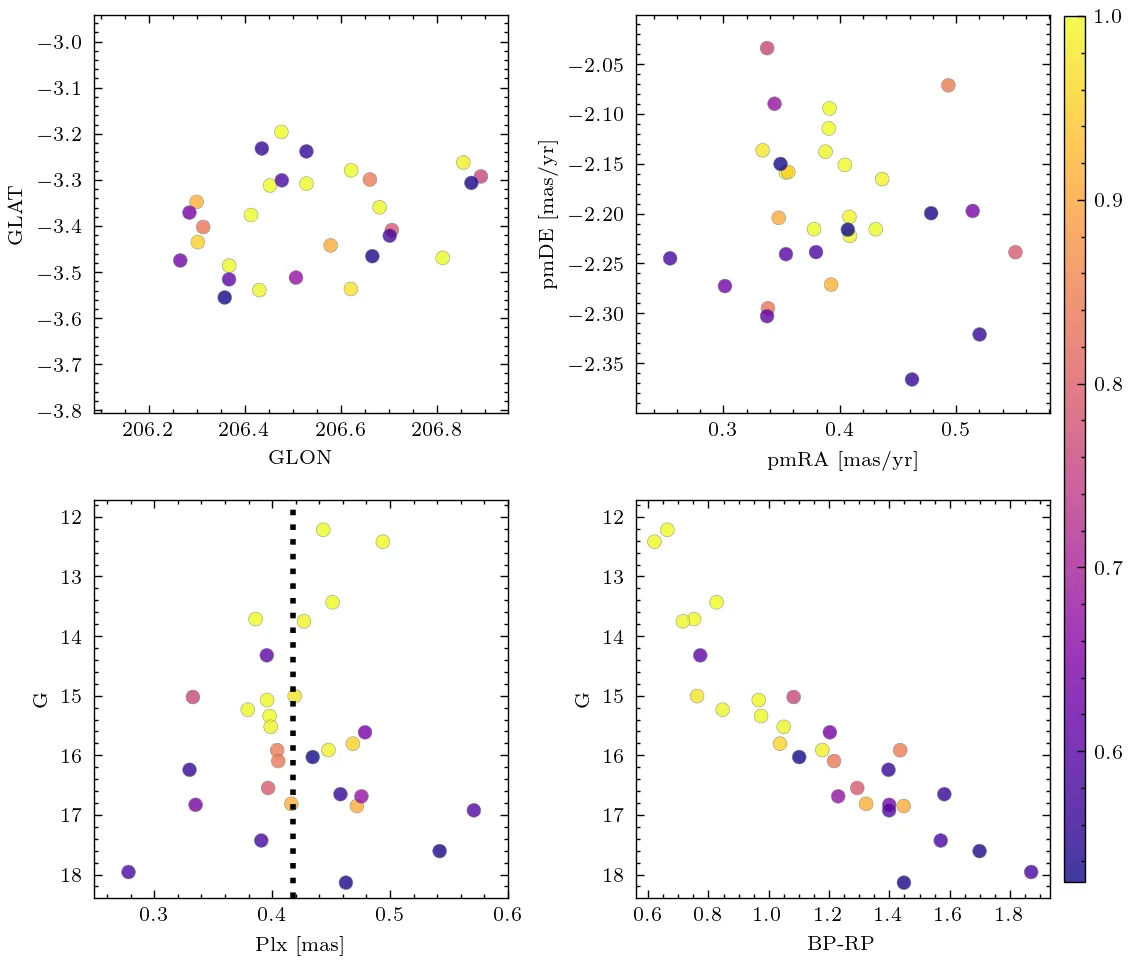 −3.0
−3.1
−3.2
−3.3
−3.4
−3.5
−3.6
−3.7
−3.8
GLAT
206.2 206.4 206.6 206.8
GLON
−2.05
−2.10
−2.15
−2.20
−2.25
−2.30
−2.35
pmDE [mas/yr]
0.3 0.4 0.5
pmRA [mas/yr]
1.0
0.9
0.8
0.7
0.6
12
13
14
15
16
17
18
G
0.3 0.4 0.5 0.6
Plx [mas]
12
13
14
15
16
17
18
G
0.6 0.8 1.0 1.2 1.4 1.6 1.8
BP-RP